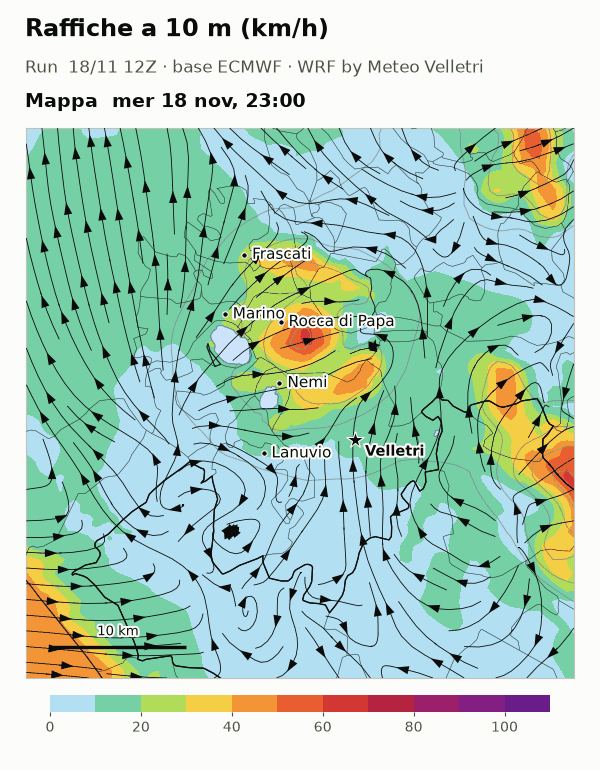 Raffiche a 10 m (km/h)
Run  18/11 12Z · base ECMWF · WRF by Meteo Velletri
Mappa  mer 18 nov, 23:00
Frascati
Marino
Rocca di Papa
Nemi
Velletri
Lanuvio
10 km
0 20 40 60 80 100